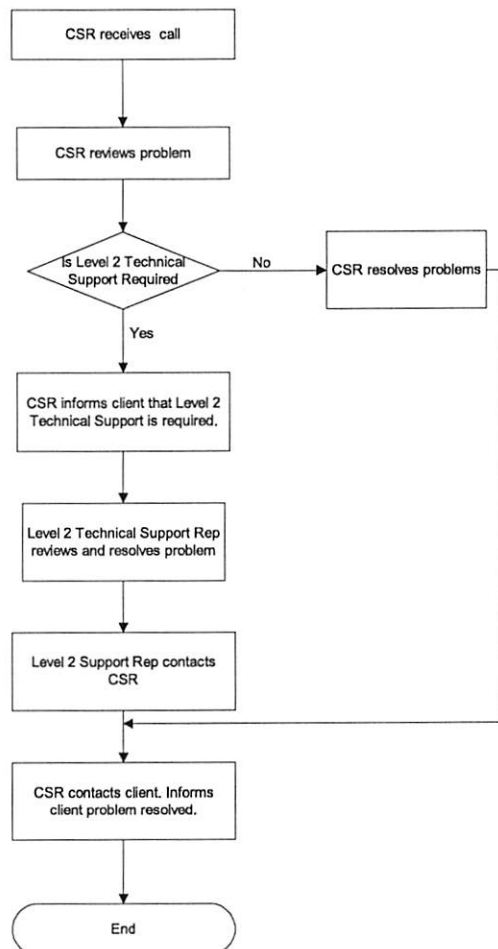 CSR receives call
CSR reviews problem
Is Level 2 Technical
Support Required
No
CSR resolves problems
Yes
CSR informs client that Level 2
Technical Support is required.
Level 2 Technical Support Rep
reviews and resolves problem
Level 2 Support Rep contacts
CSR
CSR contacts client. Informs
client problem resolved.
End